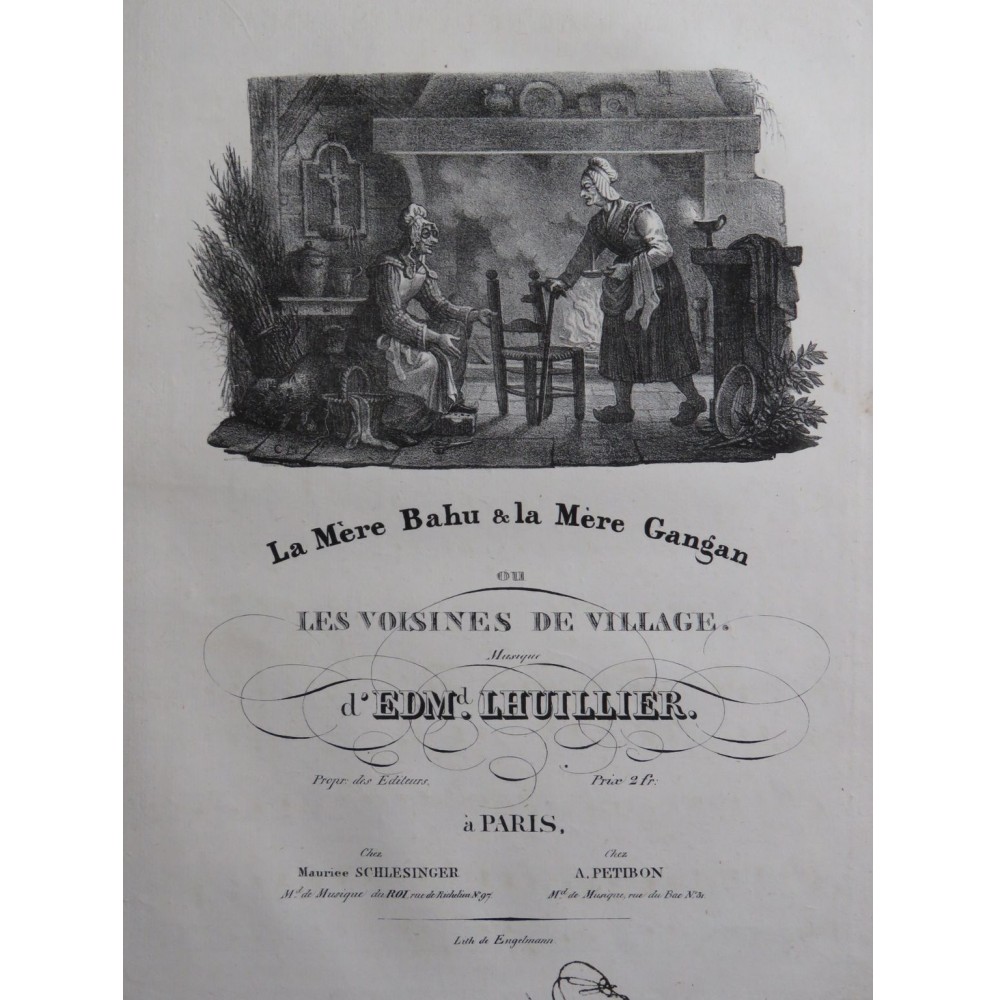 La Mère Bahu & la Mère Gangan
ou
LES VOISINES DE VILLAGE.
Musique
d'EDMd. LHUILLIER.
Propr. des Editeurs. Prix 2 fr.
à PARIS,
Chez
Maurice SCHLESINGER
Md. de Musique du ROI, rue de Richelieu No. 97
Chez
A. PETIBON
Md. de Musique, rue du Bac No. 31
Lith. de Engelmann.